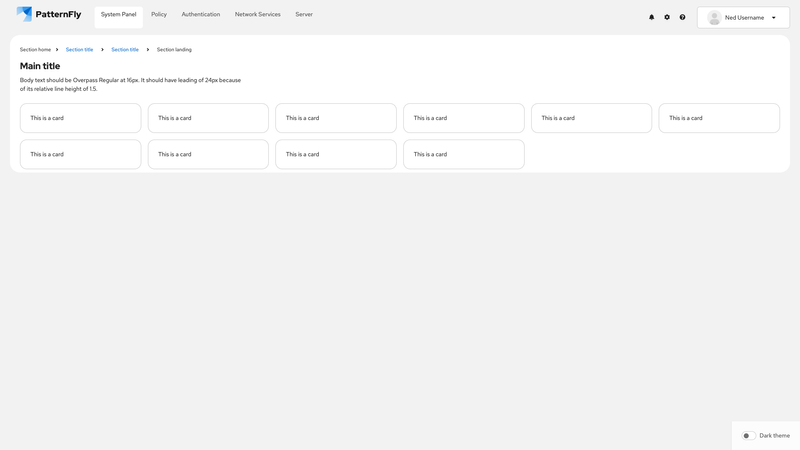 PatternFly
System Panel
Policy
Authentication
Network Services
Server
Ned Username
Section home
Section title
Section title
Section landing
Main title
Body text should be Overpass Regular at 16px. It should have leading of 24px because
of its relative line height of 1.5.
This is a card
This is a card
This is a card
This is a card
This is a card
This is a card
This is a card
This is a card
This is a card
This is a card
Dark theme